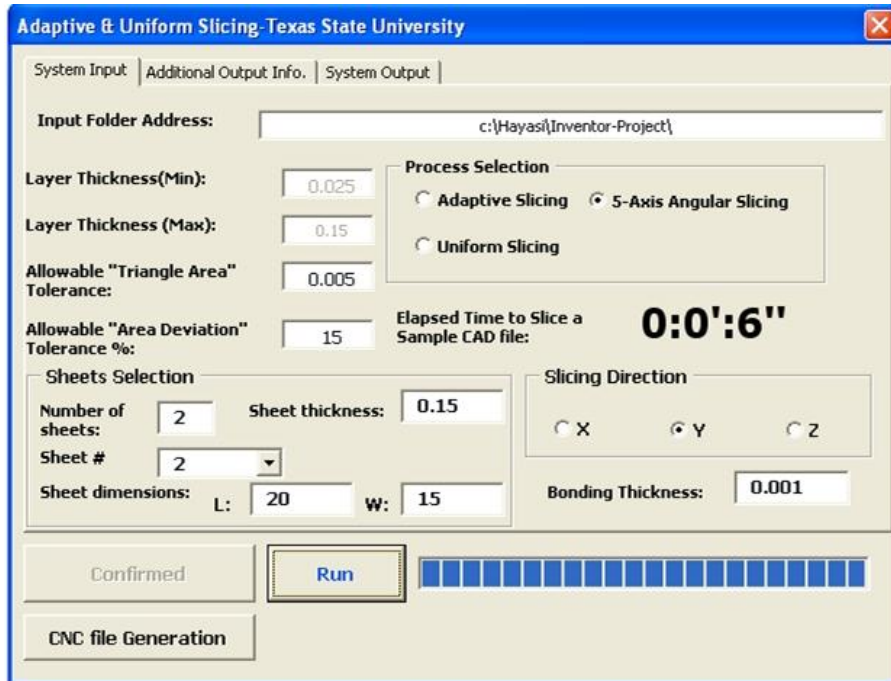 Adaptive & Uniform Slicing-Texas State University
System Input
Additional Output Info.
System Output
Input Folder Address:
c:\Hayasi\Inventor-Project\
Layer Thickness(Min):
0.025
Process Selection
Adaptive Slicing
5-Axis Angular Slicing
Layer Thickness (Max):
0.15
Uniform Slicing
Allowable "Triangle Area"
Tolerance:
0.005
Allowable "Area Deviation"
Tolerance %:
15
Elapsed Time to Slice a
Sample CAD file:
0:0':6''
Sheets Selection
Number of
sheets:
2
Sheet thickness:
0.15
Sheet #
2
Sheet dimensions:
L:
20
W:
15
Slicing Direction
X
Y
Z
Bonding Thickness:
0.001
Confirmed
Run
CNC file Generation